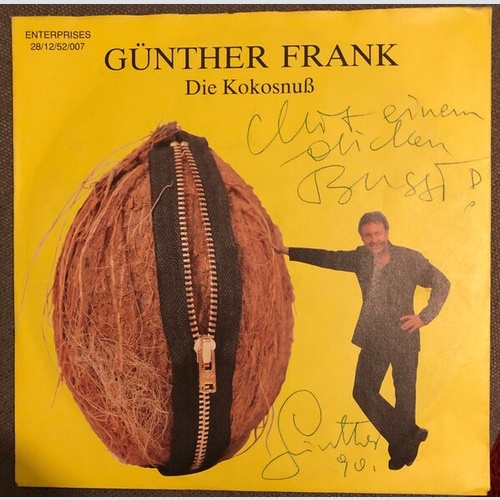 ENTERPRISES
28/12/52/007
GÜNTHER FRANK
Die Kokosnuß
Mit einem
dicken
Bussi!
Günther
90.